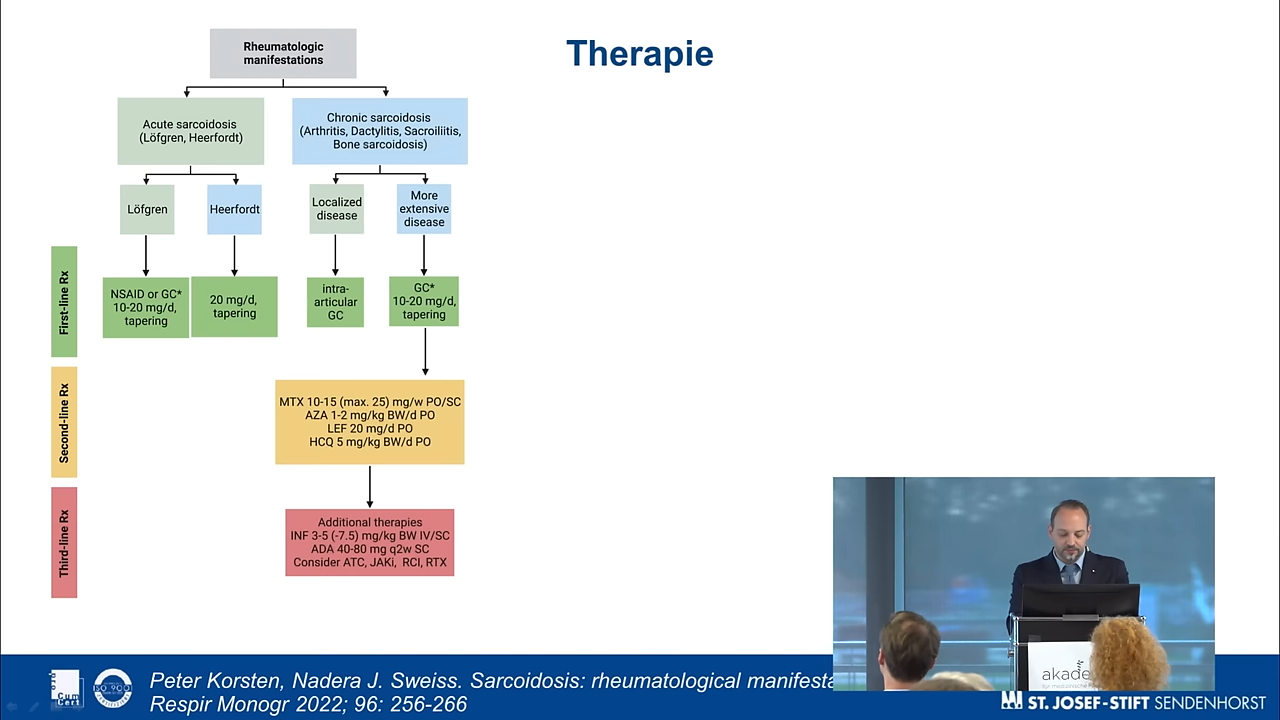 Therapie
Rheumatologic
manifestations
Acute sarcoidosis
(Löfgren, Heerfordt)
Chronic sarcoidosis
(Arthritis, Dactylitis, Sacroiliitis,
Bone sarcoidosis)
Löfgren
Heerfordt
Localized
disease
More
extensive
disease
First-line Rx
NSAID or GC*
10-20 mg/d,
tapering
20 mg/d,
tapering
intra-
articular
GC
GC*
10-20 mg/d,
tapering
Second-line Rx
MTX 10-15 (max. 25) mg/w PO/SC
AZA 1-2 mg/kg BW/d PO
LEF 20 mg/d PO
HCQ 5 mg/kg BW/d PO
Third-line Rx
Additional therapies
INF 3-5 (-7.5) mg/kg BW IV/SC
ADA 40-80 mg q2w SC
Consider ATC, JAKi, RCI, RTX
akade
Cum
Cert
ISO 9001
Peter Korsten, Nadera J. Sweiss. Sarcoidosis: rheumatological manifesta
Respir Monogr 2022; 96: 256-266
ST. JOSEF-STIFT SENDENHORST